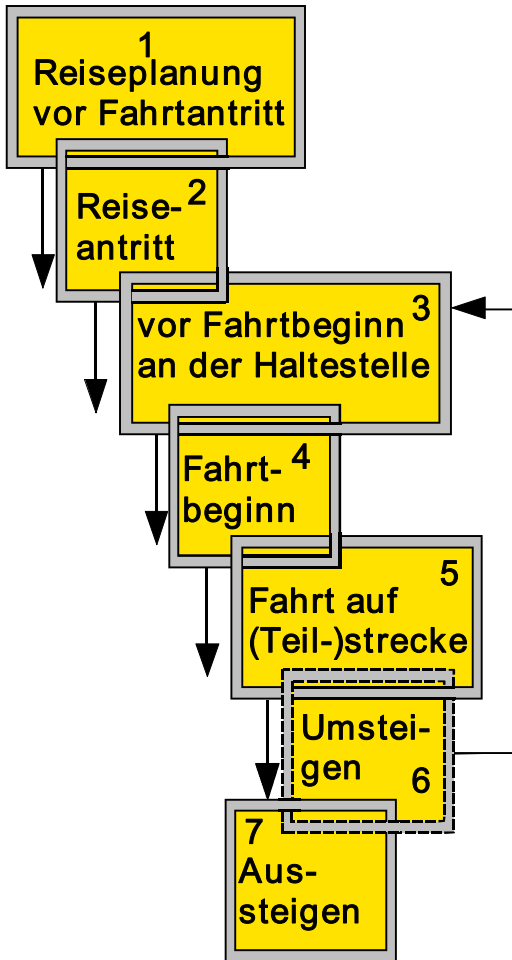 1
Reiseplanung
vor Fahrtantritt
2
Reise-
antritt
3
vor Fahrtbeginn
an der Haltestelle
4
Fahrt-
beginn
5
Fahrt auf
(Teil-)strecke
Umstei-
gen
6
7
Aus-
steigen